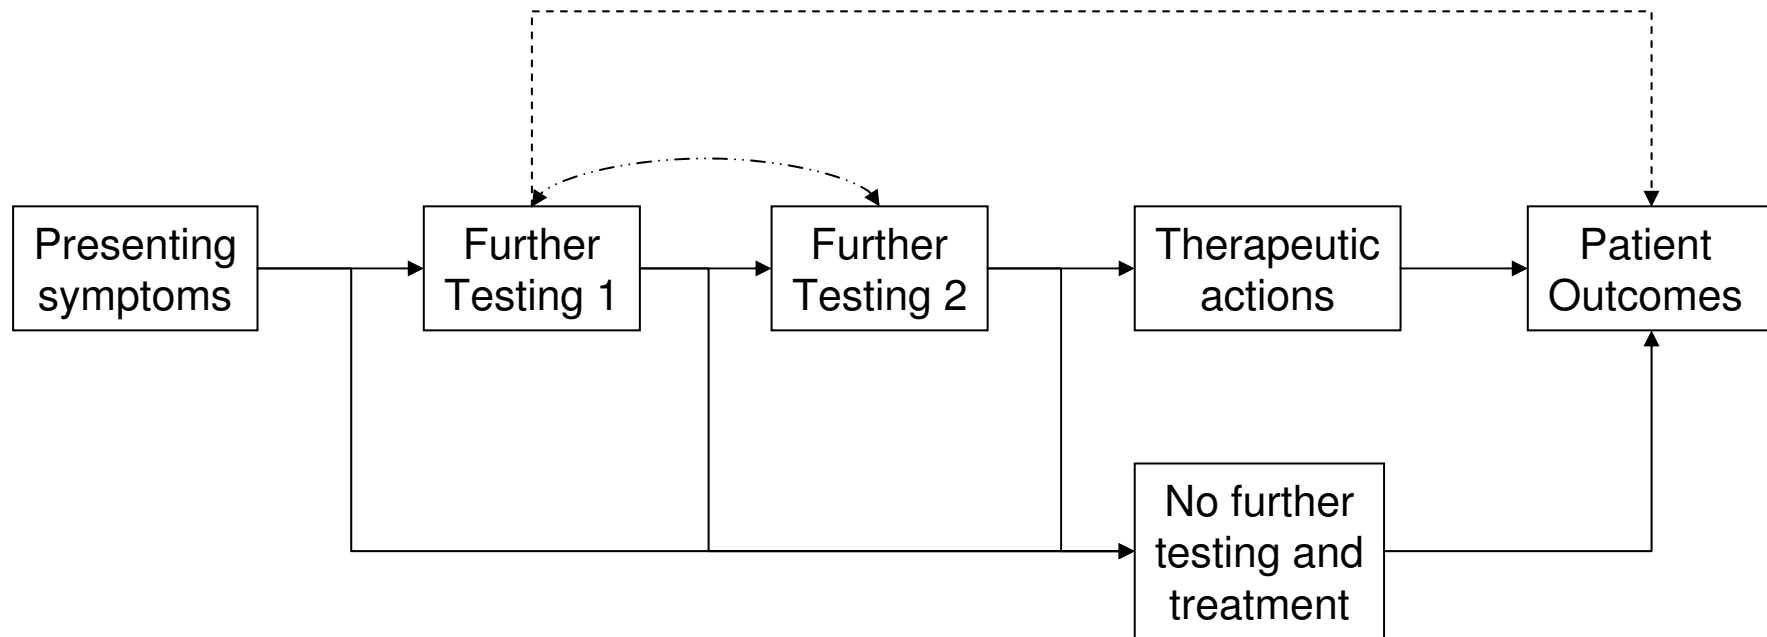 Presenting
symptoms
Further
Testing 1
Further
Testing 2
Therapeutic
actions
Patient
Outcomes
No further
testing and
treatment